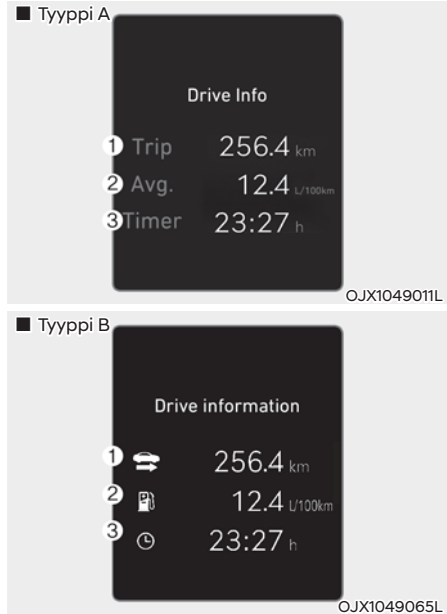 ■ Tyyppi A
Drive Info
1 Trip 256.4 km
2 Avg. 12.4 L/100km
3 Timer 23:27 h
OJX1049011L
■ Tyyppi B
Drive information
1 256.4 km
2 12.4 L/100km
3 23:27 h
OJX1049065L